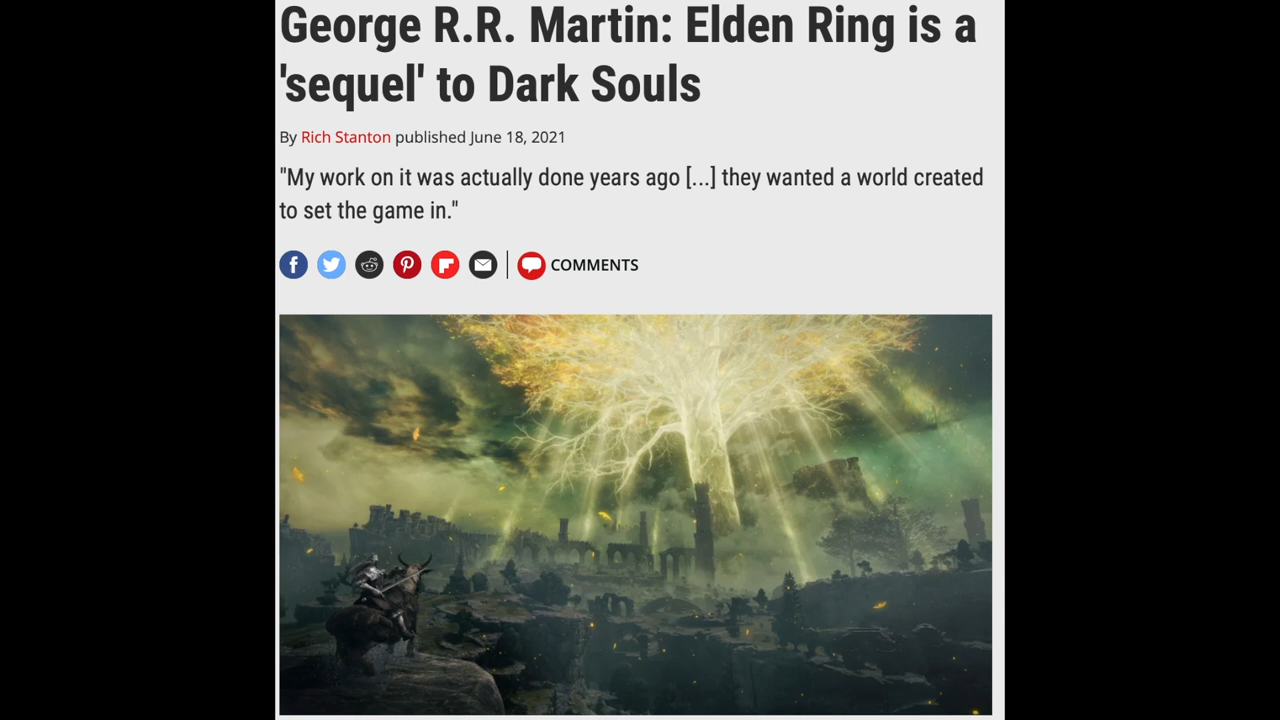 George R.R. Martin: Elden Ring is a
'sequel' to Dark Souls
By Rich Stanton published June 18, 2021
"My work on it was actually done years ago [...] they wanted a world created
to set the game in."
COMMENTS